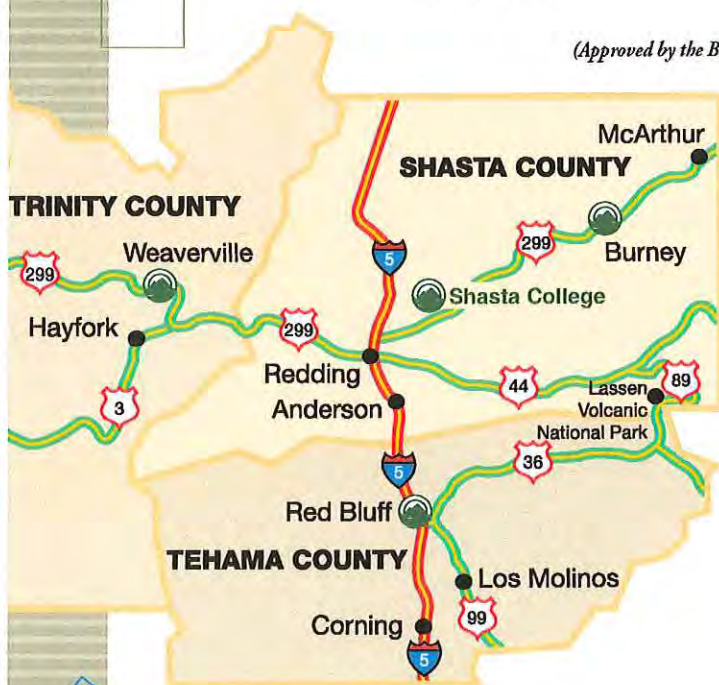 (Approved by the B
McArthur
SHASTA COUNTY
TRINITY COUNTY
Weaverville
299
Burney
5
299
Shasta College
Hayfork
299
Redding
44
89
Lassen
Volcanic
National Park
3
Anderson
5
36
Red Bluff
TEHAMA COUNTY
Los Molinos
Corning
99
5